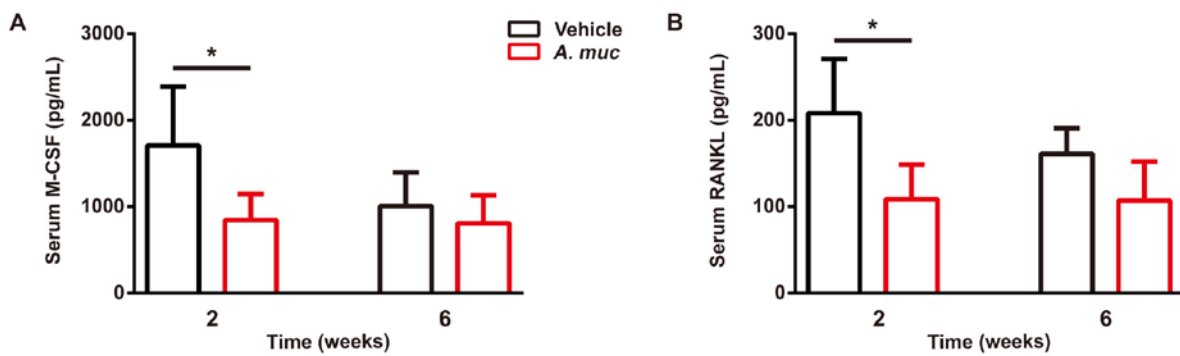 A
Serum M-CSF (pg/mL)
3000
2000
1000
0
*
2
6
Time (weeks)
Vehicle
A. muc
B
Serum RANKL (pg/mL)
300
200
100
0
*
2
6
Time (weeks)